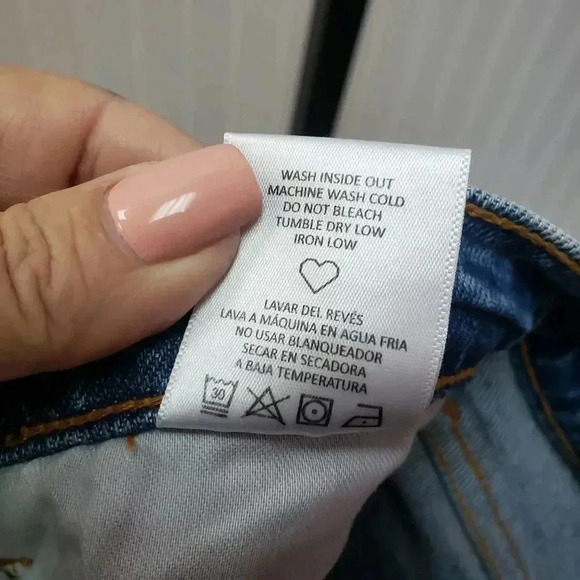 WASH INSIDE OUT
MACHINE WASH COLD
DO NOT BLEACH
TUMBLE DRY LOW
IRON LOW
LAVAR DEL REVÉS
LAVA A MÁQUINA EN AGUA FRIA
NO USAR BLANQUEADOR
SECAR EN SECADORA
A BAJA TEMPERATURA
30